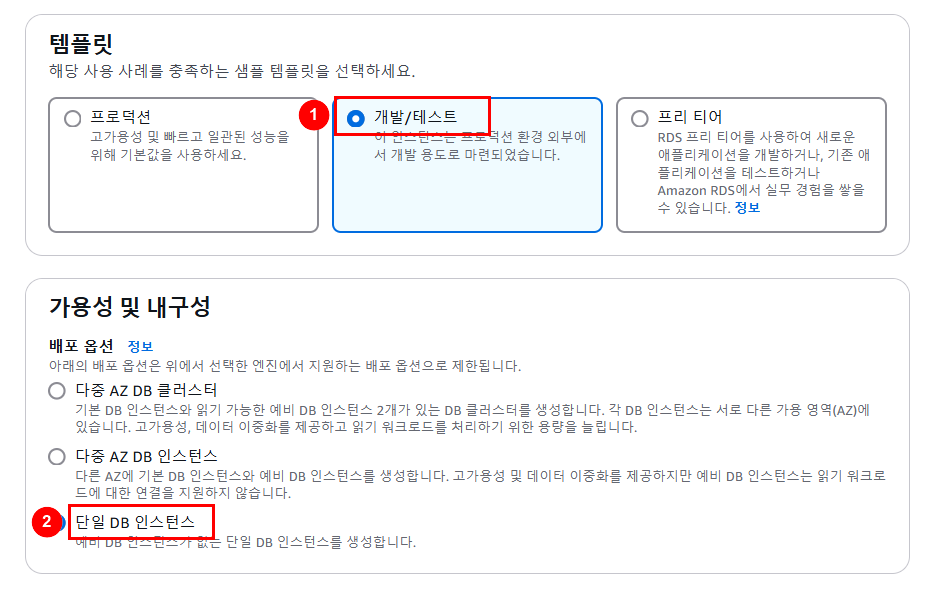 템플릿
해당 사용 사례를 충족하는 샘플 템플릿을 선택하세요.
프로덕션
고가용성 및 빠르고 일관된 성능을
위해 기본값을 사용하세요.
1
개발/테스트
이 인스턴스는 프로덕션 환경 외부에
서 개발 용도로 마련되었습니다.
프리 티어
RDS 프리 티어를 사용하여 새로운
애플리케이션을 개발하거나, 기존 애
플리케이션을 테스트하거나
Amazon RDS에서 실무 경험을 쌓을
수 있습니다. 정보
가용성 및 내구성
배포 옵션 정보
아래의 배포 옵션은 위에서 선택한 엔진에서 지원하는 배포 옵션으로 제한됩니다.
다중 AZ DB 클러스터
기본 DB 인스턴스와 읽기 가능한 예비 DB 인스턴스 2개가 있는 DB 클러스터를 생성합니다. 각 DB 인스턴스는 서로 다른 가용 영역(AZ)에
있습니다. 고가용성, 데이터 이중화를 제공하고 읽기 워크로드를 처리하기 위한 용량을 늘립니다.
다중 AZ DB 인스턴스
다른 AZ에 기본 DB 인스턴스와 예비 DB 인스턴스를 생성합니다. 고가용성 및 데이터 이중화를 제공하지만 예비 DB 인스턴스는 읽기 워크로
드에 대한 연결을 지원하지 않습니다.
2
단일 DB 인스턴스
예비 DB 인스턴스가 없는 단일 DB 인스턴스를 생성합니다.